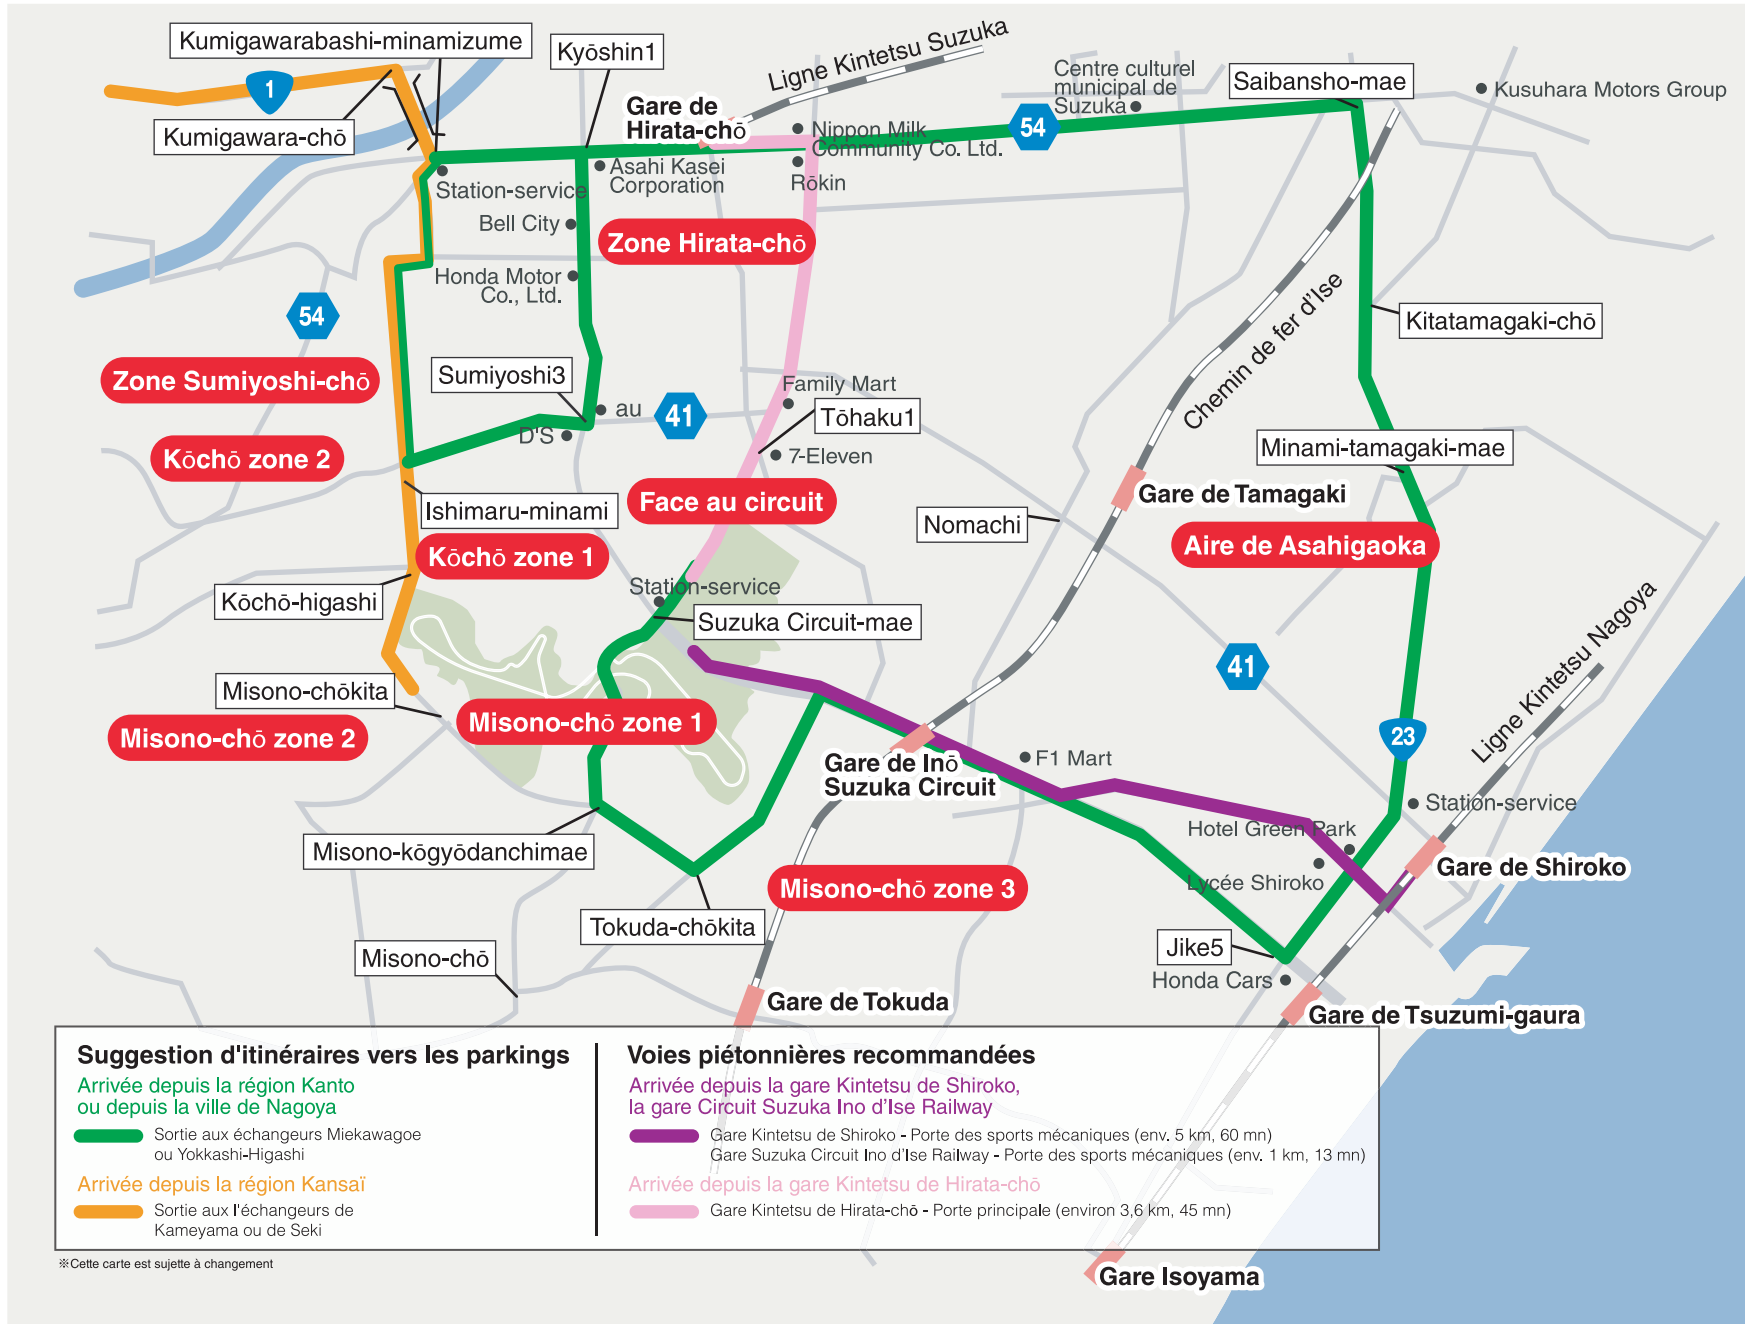 Kumigawarabashi-minamizume
Kyōshin1
Ligne Kintetsu Suzuka
1
Gare de
Hirata-chō
Centre culturel
municipal de
Suzuka
Saibansho-mae
Kusuhara Motors Group
Kumigawara-chō
54
Nippon Milk
Community Co. Ltd.
Asahi Kasei
Corporation
Rōkin
Station-service
Bell City
Zone Hirata-chō
Honda Motor
Co., Ltd.
54
Chemin de fer d'Ise
Kitatamagaki-chō
Zone Sumiyoshi-chō
Sumiyoshi3
Family Mart
au
41
Tōhaku1
D'S
Kōchō zone 2
7-Eleven
Minami-tamagaki-mae
Face au circuit
Gare de Tamagaki
Ishimaru-minami
Nomachi
Kōchō zone 1
Aire de Asahigaoka
Station-service
Kōchō-higashi
Suzuka Circuit-mae
41
Ligne Kintetsu Nagoya
Misono-chōkita
Misono-chō zone 1
Misono-chō zone 2
23
Gare de Inō
Suzuka Circuit
F1 Mart
Station-service
Hotel Green Park
Misono-kōgyōdanchimae
Gare de Shiroko
Lycée Shiroko
Misono-chō zone 3
Tokuda-chōkita
Jike5
Misono-chō
Honda Cars
Gare de Tokuda
Gare de Tsuzumi-gaura
Suggestion d'itinéraires vers les parkings
Arrivée depuis la région Kanto
ou depuis la ville de Nagoya
Sortie aux échangeurs Miekawagoe
ou Yokkashi-Higashi
Arrivée depuis la région Kansaï
Sortie aux l'échangeurs de
Kameyama ou de Seki
Voies piétonnières recommandées
Arrivée depuis la gare Kintetsu de Shiroko,
la gare Circuit Suzuka Ino d'Ise Railway
Gare Kintetsu de Shiroko - Porte des sports mécaniques (env. 5 km, 60 mn)
Gare Suzuka Circuit Ino d'Ise Railway - Porte des sports mécaniques (env. 1 km, 13 mn)
Arrivée depuis la gare Kintetsu de Hirata-chō
Gare Kintetsu de Hirata-chō - Porte principale (environ 3,6 km, 45 mn)
※Cette carte est sujette à changement
Gare Isoyama